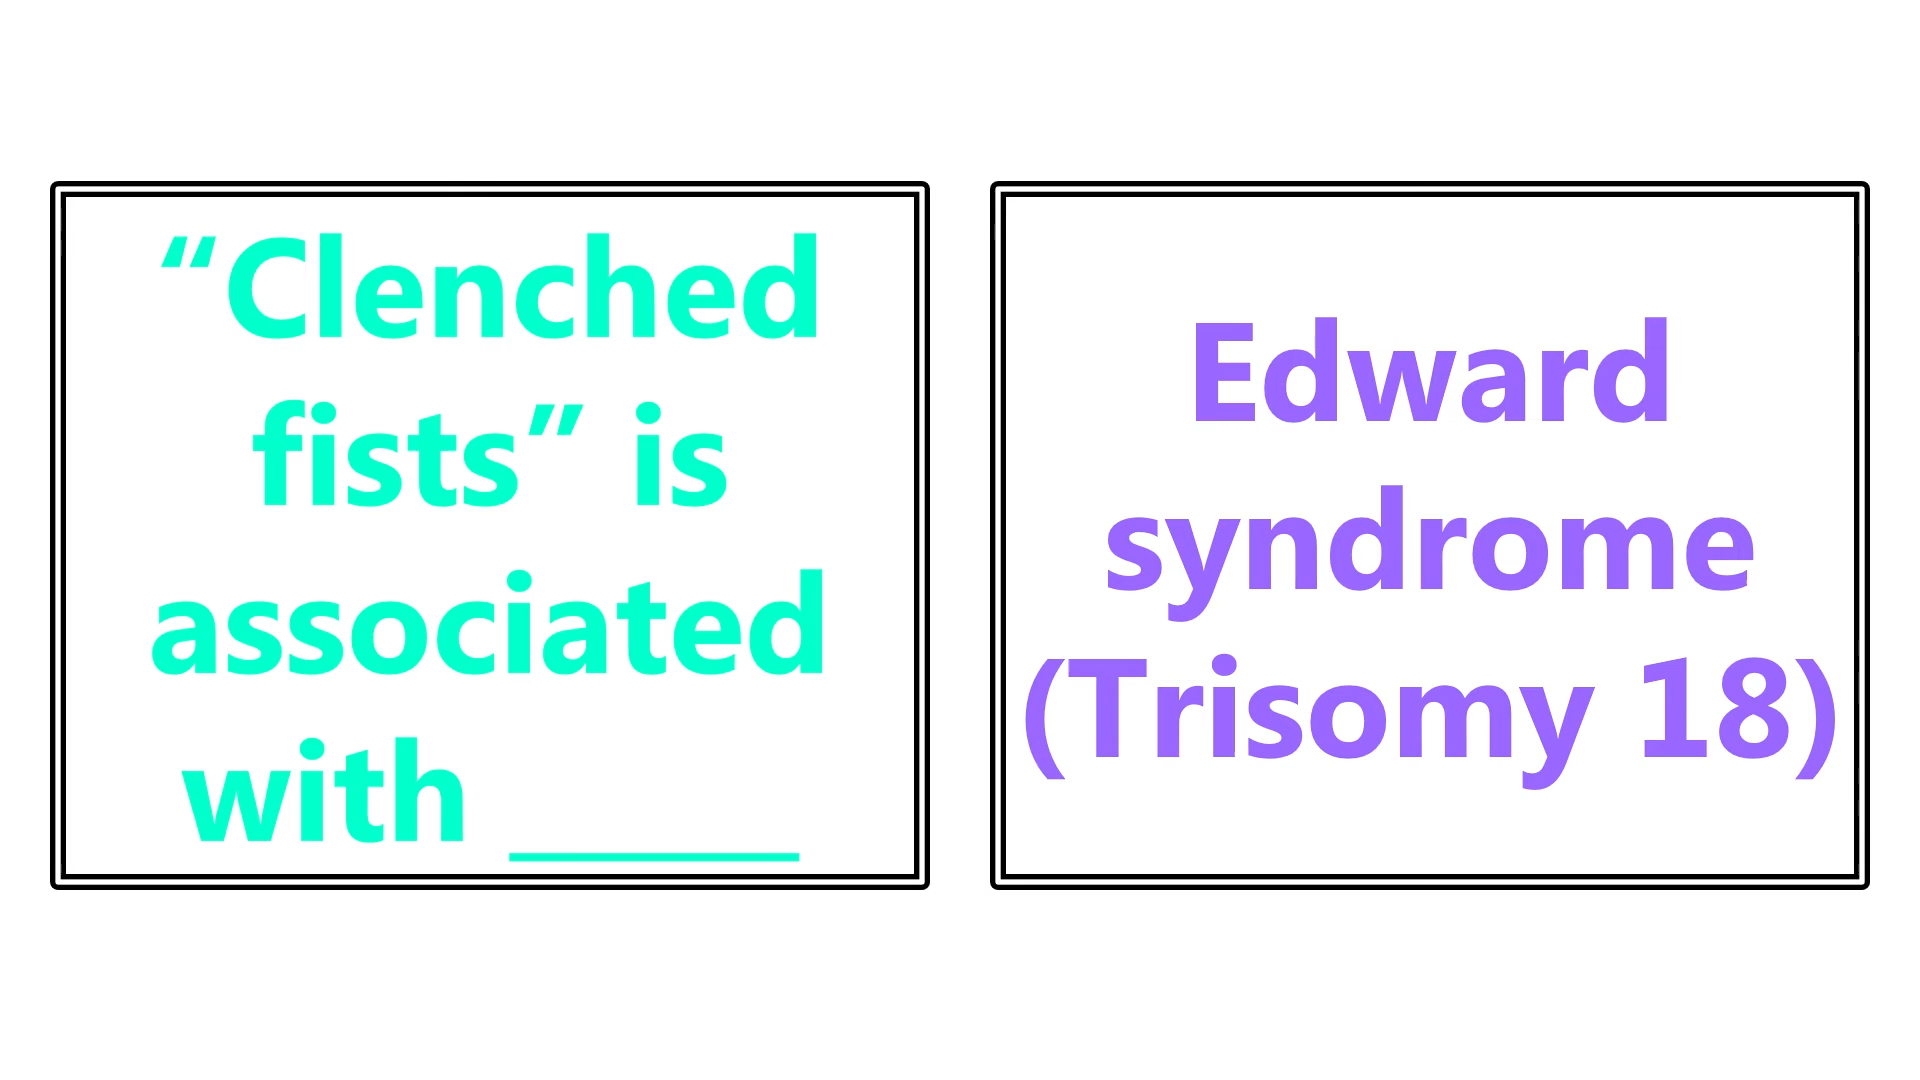 “Clenched
fists” is
associated
with _____
Edward
syndrome
(Trisomy 18)